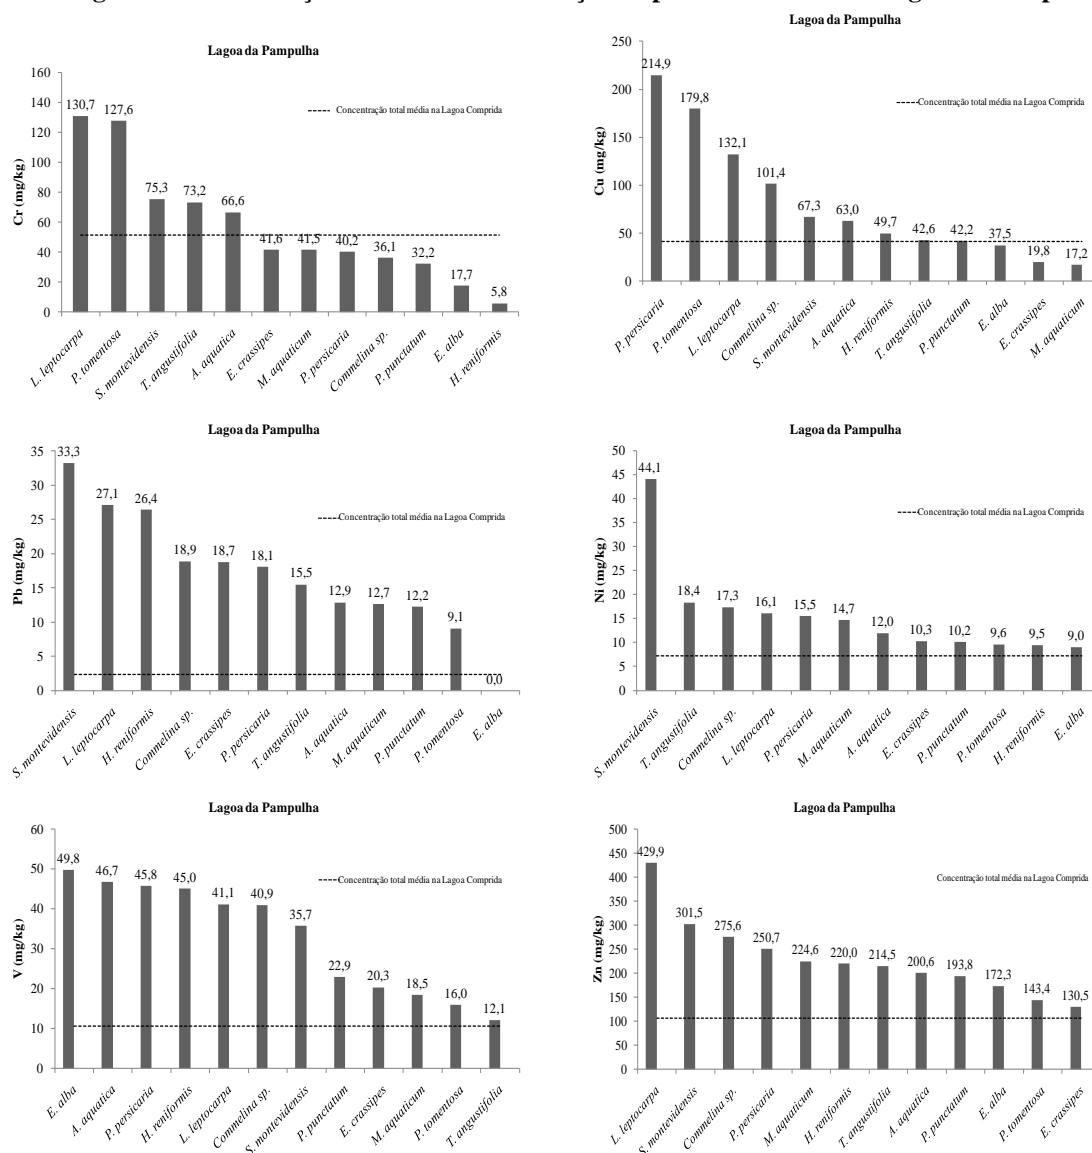 Lagoa da Pampulha
Cr (mg/kg)
160
140
120
100
80
60
40
20
0
130,7
127,6
75,3
73,2
66,6
41,6
41,5
40,2
36,1
32,2
17,7
5,8
Concentração total média na Lagoa Comprida
L. leptocarpa
P. tomentosa
S. montevidensis
T. angustifolia
A. aquatica
E. crassipes
M. aquaticum
P. persicaria
Commelina sp.
P. punctatum
E. alba
H. reniformis
Lagoa da Pampulha
Cu (mg/kg)
250
200
150
100
50
0
214,9
179,8
132,1
101,4
67,3
63,0
49,7
42,6
42,2
37,5
19,8
17,2
Concentração total média na Lagoa Comprida
P. persicaria
P. tomentosa
L. leptocarpa
Commelina sp.
S. montevidensis
A. aquatica
H. reniformis
T. angustifolia
P. punctatum
E. alba
E. crassipes
M. aquaticum
Lagoa da Pampulha
Pb (mg/kg)
35
30
25
20
15
10
5
0
33,3
27,1
26,4
18,9
18,7
18,1
15,5
12,9
12,7
12,2
9,1
0,0
Concentração total média na Lagoa Comprida
S. montevidensis
L. leptocarpa
H. reniformis
Commelina sp.
E. crassipes
P. persicaria
T. angustifolia
A. aquatica
M. aquaticum
P. punctatum
P. tomentosa
E. alba
Lagoa da Pampulha
Ni (mg/kg)
50
45
40
35
30
25
20
15
10
5
0
44,1
18,4
17,3
16,1
15,5
14,7
12,0
10,3
10,2
9,6
9,5
9,0
Concentração total média na Lagoa Comprida
S. montevidensis
T. angustifolia
Commelina sp.
L. leptocarpa
P. persicaria
M. aquaticum
A. aquatica
E. crassipes
P. punctatum
P. tomentosa
H. reniformis
E. alba
Lagoa da Pampulha
V (mg/kg)
60
50
40
30
20
10
0
49,8
46,7
45,8
45,0
41,1
40,9
35,7
22,9
20,3
18,5
16,0
12,1
Concentração total média na Lagoa Comprida
E. alba
A. aquatica
P. persicaria
H. reniformis
L. leptocarpa
Commelina sp.
S. montevidensis
P. punctatum
E. crassipes
M. aquaticum
P. tomentosa
T. angustifolia
Lagoa da Pampulha
Zn (mg/kg)
500
450
400
350
300
250
200
150
100
50
0
429,9
301,5
275,6
250,7
224,6
220,0
214,5
200,6
193,8
172,3
143,4
130,5
Concentração total média na Lagoa Comprida
L. leptocarpa
S. montevidensis
Commelina sp.
P. persicaria
M. aquaticum
H. reniformis
T. angustifolia
A. aquatica
P. punctatum
E. alba
P. tomentosa
E. crassipes